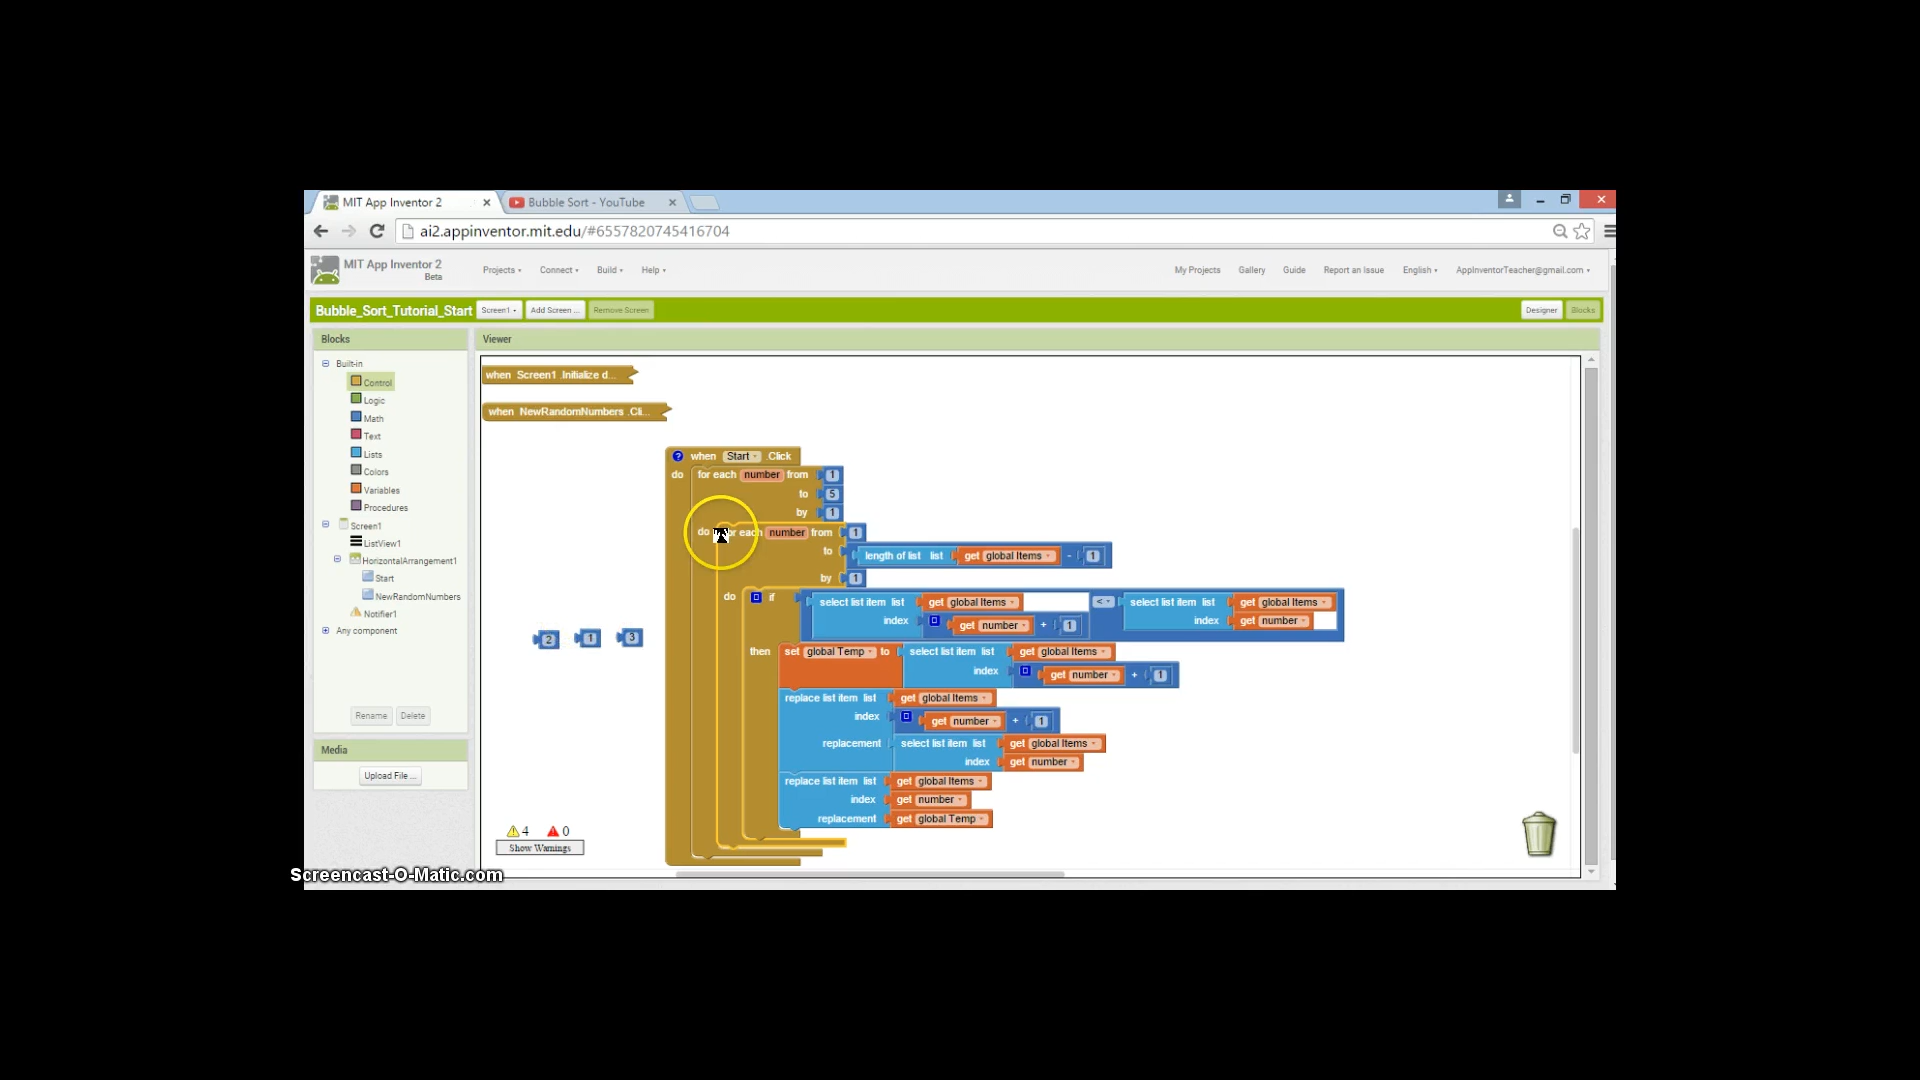 MIT App Inventor 2
Bubble Sort - YouTube
ai2.appinventor.mit.edu/#6557820745416704
MIT App Inventor 2
Beta
Projects
Connect
Build
Help
My Projects
Gallery
Guide
Report an Issue
English
AppInventorTeacher@gmail.com
Bubble_Sort_Tutorial_Start
Screen1
Add Screen ...
Remove Screen
Designer
Blocks
Blocks
Built-in
Control
Logic
Math
Text
Lists
Colors
Variables
Procedures
Screen1
ListView1
HorizontalArrangement1
Start
NewRandomNumbers
Notifier1
Any component
Rename
Delete
Media
Upload File ...
Viewer
when Screen1 .Initialize d...
when NewRandomNumbers .Cli...
? when Start .Click
do for each number from 1
to 5
by 1
do for each number from 1
to length of list list get global Items - 1
by 1
do if select list item list get global Items < select list item list get global Items
index get number + 1 index get number
2 1 3
then set global Temp to select list item list get global Items
index get number + 1
replace list item list get global Items
index get number + 1
replacement select list item list get global Items
index get number
replace list item list get global Items
index get number
replacement get global Temp
4 0
Show Warnings
Screencast-O-Matic.com